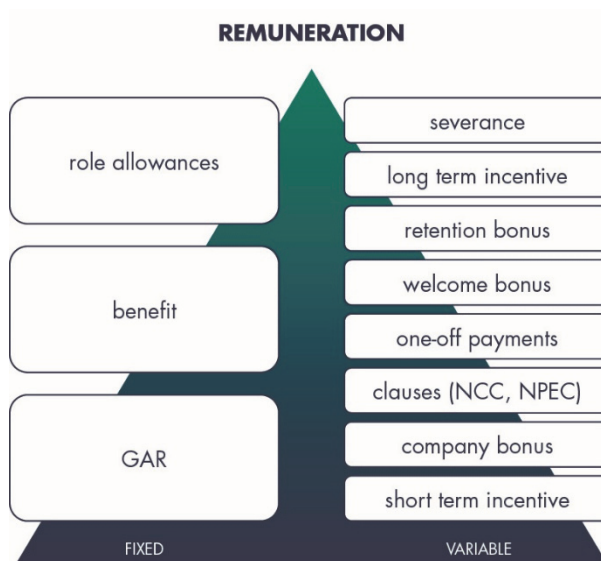 REMUNERATION
role allowances
benefit
GAR
FIXED
severance
long term incentive
retention bonus
welcome bonus
one-off payments
clauses (NCC, NPEC)
company bonus
short term incentive
VARIABLE